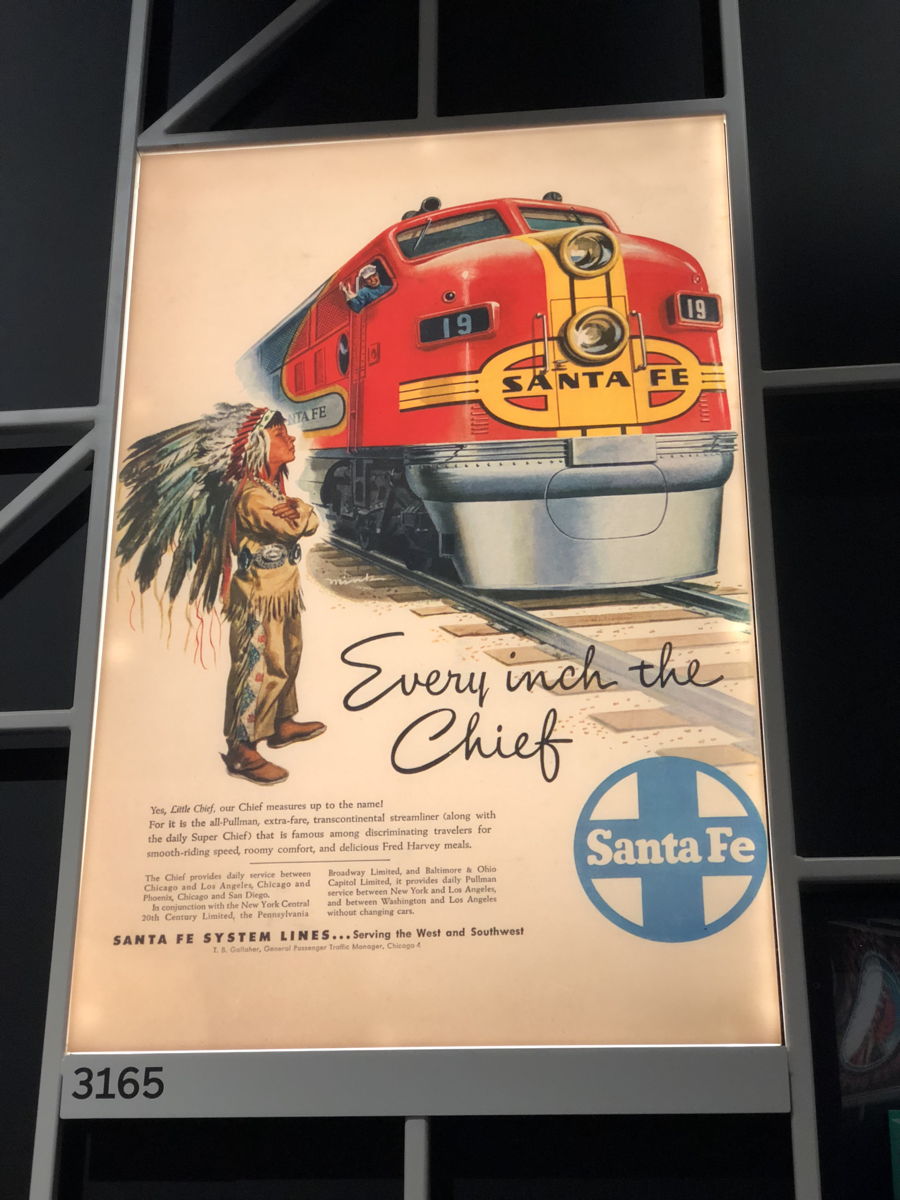 19
19
SANTA FE
NTA FE
mink
Every inch the
Chief
Yes, Little Chief, our Chief measures up to the name!
For it is the all-Pullman, extra-fare, transcontinental streamliner (along with
the daily Super Chief) that is famous among discriminating travelers for
smooth-riding speed, roomy comfort, and delicious Fred Harvey meals.
The Chief provides daily service between
Chicago and Los Angeles, Chicago and
Phoenix, Chicago and San Diego.
In conjunction with the New York Central
20th Century Limited, the Pennsylvania
Broadway Limited, and Baltimore & Ohio
Capitol Limited, it provides daily Pullman
service between New York and Los Angeles,
and between Washington and Los Angeles
without changing cars.
Santa Fe
SANTA FE SYSTEM LINES...Serving the West and Southwest
T. B. Gallaher, General Passenger Traffic Manager, Chicago 4
3165